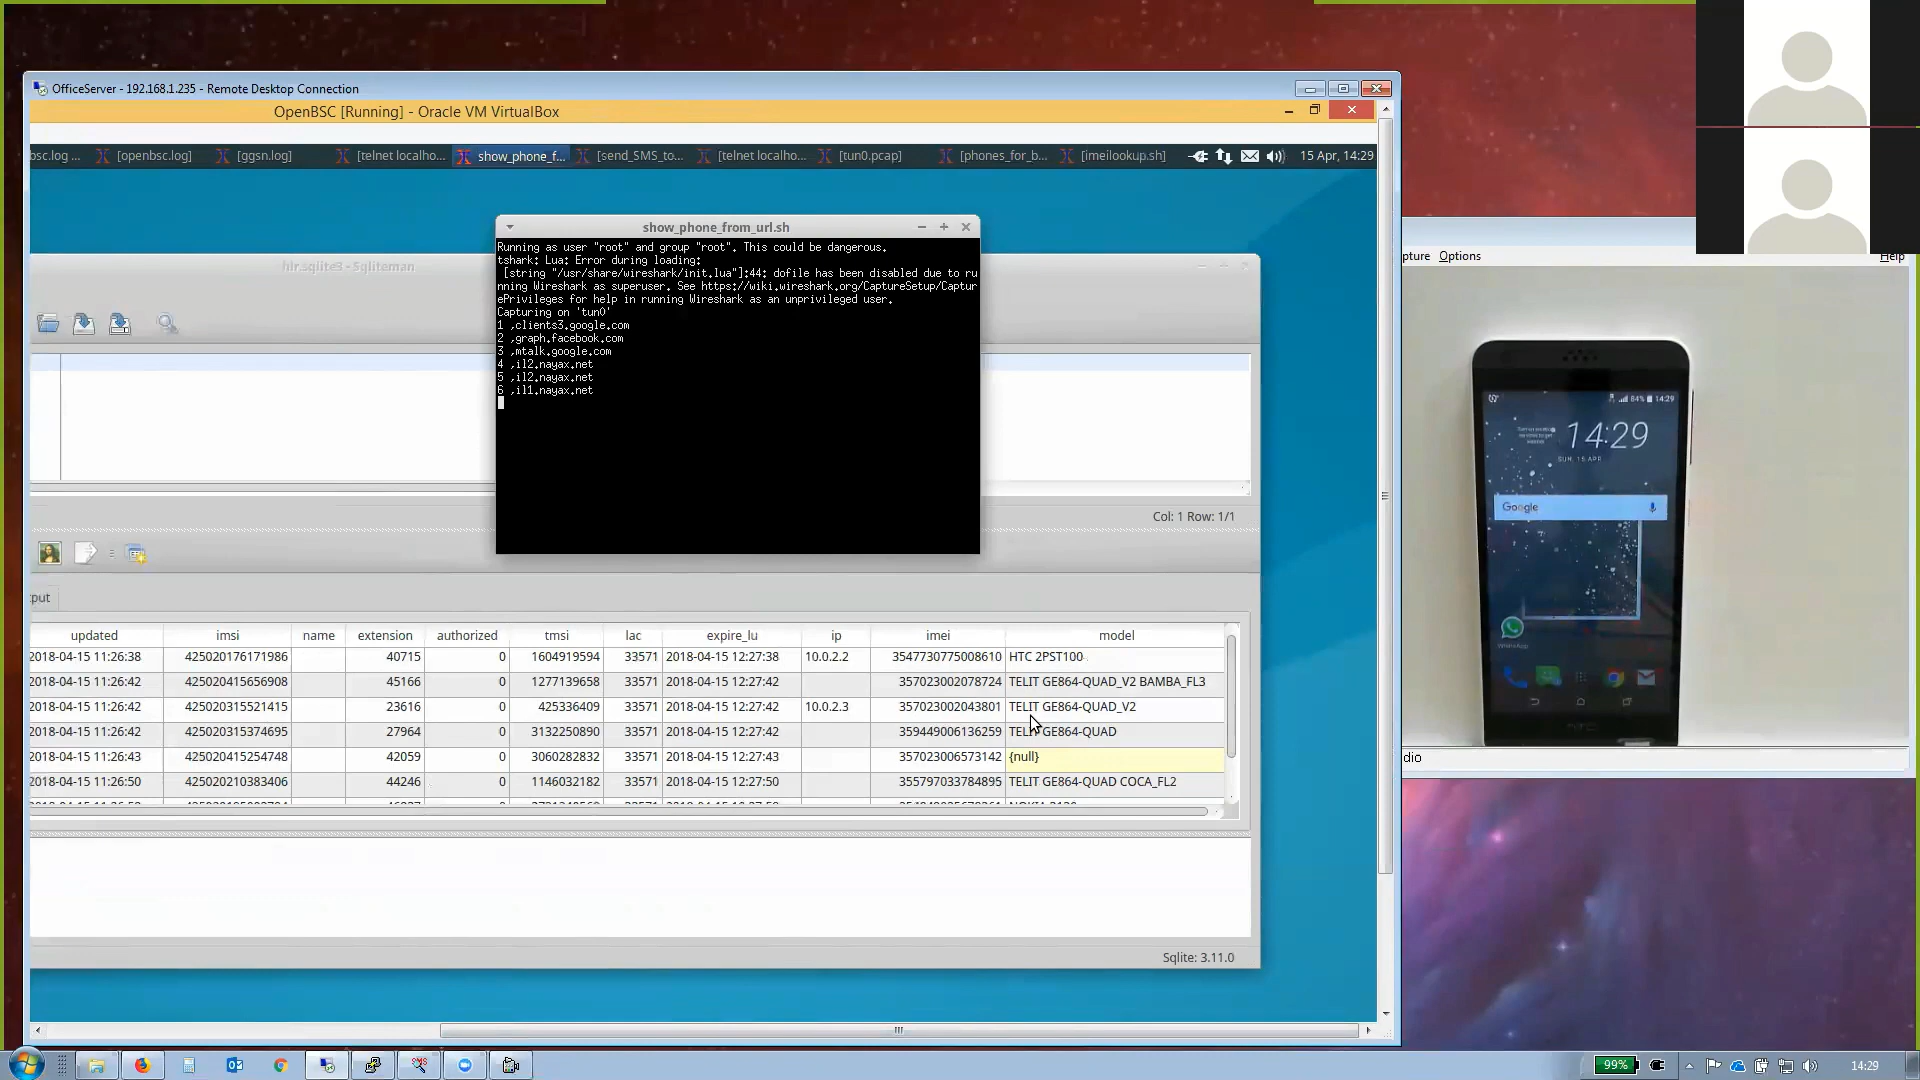 OfficeServer - 192.168.1.235 - Remote Desktop Connection
OpenBSC [Running] - Oracle VM VirtualBox
bsc.log ... [openbsc.log] [ggsn.log] [telnet localho... show_phone_f... [send_SMS_to... [telnet localho... [tun0.pcap] [phones_for_b... [imeilookup.sh] 15 Apr, 14:29
show_phone_from_url.sh
Running as user "root" and group "root". This could be dangerous.
tshark: Lua: Error during loading:
[string "/usr/share/wireshark/init.lua"]:44: dofile has been disabled due to ru
nning Wireshark as superuser. See https://wiki.wireshark.org/CaptureSetup/Captur
ePrivileges for help in running Wireshark as an unprivileged user.
Capturing on 'tun0'
1 ,clients3.google.com
2 ,graph.facebook.com
3 ,mtalk.google.com
4 ,il2.nayax.net
5 ,il2.nayax.net
6 ,il1.nayax.net
hlr.sqlite3 - Sqliteman
Col: 1 Row: 1/1
put
updated imsi name extension authorized tmsi lac expire_lu ip imei model
2018-04-15 11:26:38 425020176171986 40715 0 1604919594 33571 2018-04-15 12:27:38 10.0.2.2 3547730775008610 HTC 2PST100
2018-04-15 11:26:42 425020415656908 45166 0 1277139658 33571 2018-04-15 12:27:42 357023002078724 TELIT GE864-QUAD_V2 BAMBA_FL3
2018-04-15 11:26:42 425020315521415 23616 0 425336409 33571 2018-04-15 12:27:42 10.0.2.3 357023002043801 TELIT GE864-QUAD_V2
2018-04-15 11:26:42 425020315374695 27964 0 3132250890 33571 2018-04-15 12:27:42 359449006136259 TELIT GE864-QUAD
2018-04-15 11:26:43 425020415254748 42059 0 3060282832 33571 2018-04-15 12:27:43 357023006573142 {null}
2018-04-15 11:26:50 425020210383406 44246 0 1146032182 33571 2018-04-15 12:27:50 355797033784895 TELIT GE864-QUAD COCA_FL2
Sqlite: 3.11.0
pture Options Help
84% 14:29
14:29
SUN, 15 APR
Google
WhatsApp
htc
dio
99% 14:29